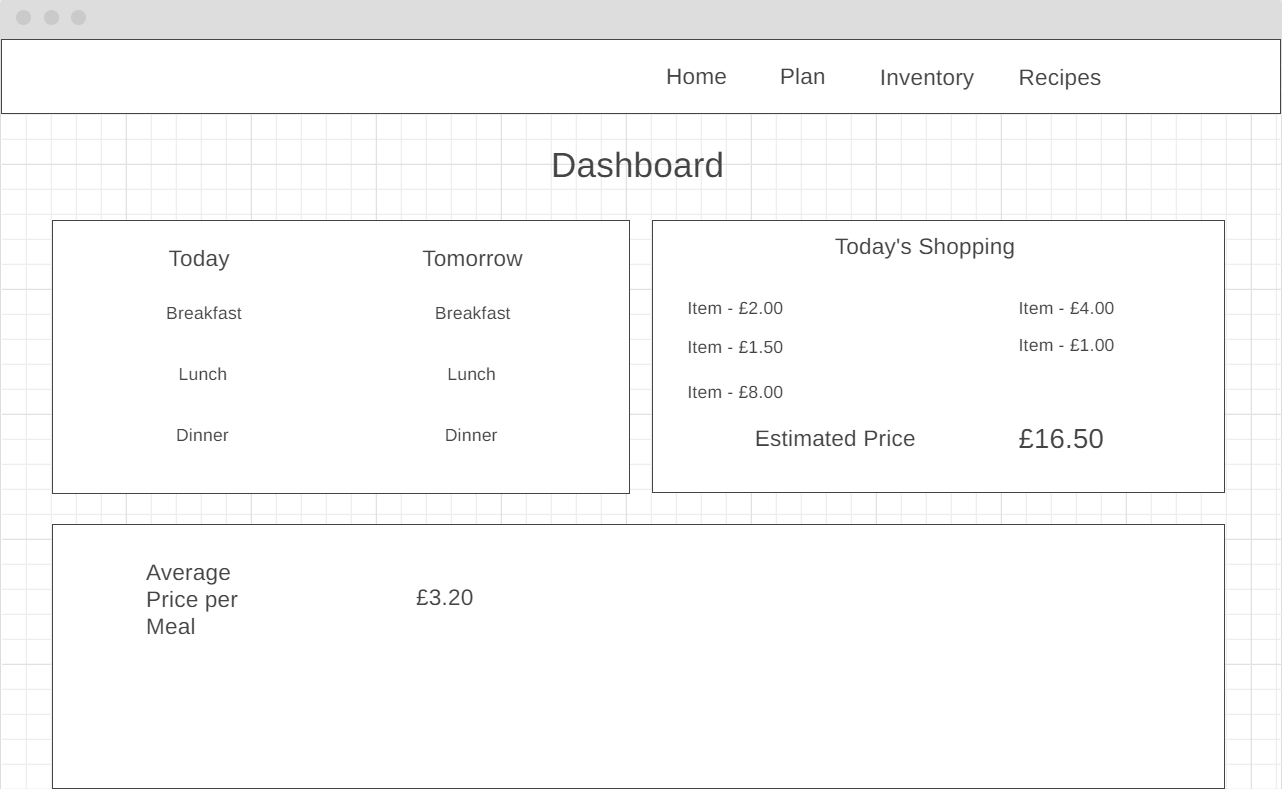 Home Plan Inventory Recipes
Dashboard
Today Tomorrow
Breakfast Breakfast
Lunch Lunch
Dinner Dinner
Today's Shopping
Item - £2.00 Item - £4.00
Item - £1.50 Item - £1.00
Item - £8.00
Estimated Price £16.50
Average
Price per
Meal
£3.20